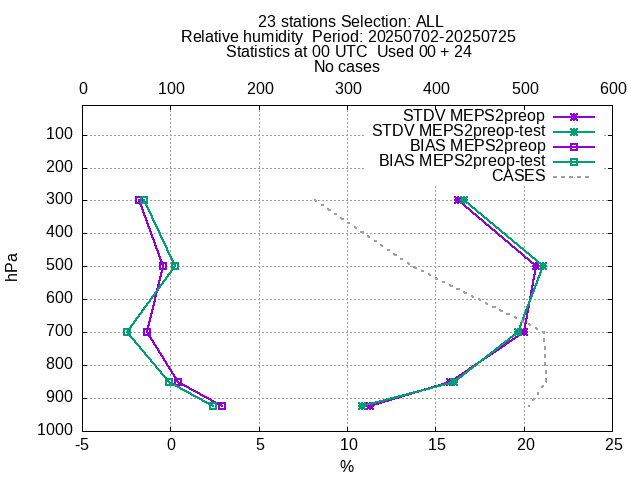 23 stations Selection: ALL
Relative humidity  Period: 20250702-20250725
Statistics at 00 UTC  Used 00 + 24
No cases
0 100 200 300 400 500 600
STDV MEPS2preop
STDV MEPS2preop-test
BIAS MEPS2preop
BIAS MEPS2preop-test
CASES
100
200
300
400
500
600
700
800
900
1000
hPa
-5 0 5 10 15 20 25
%